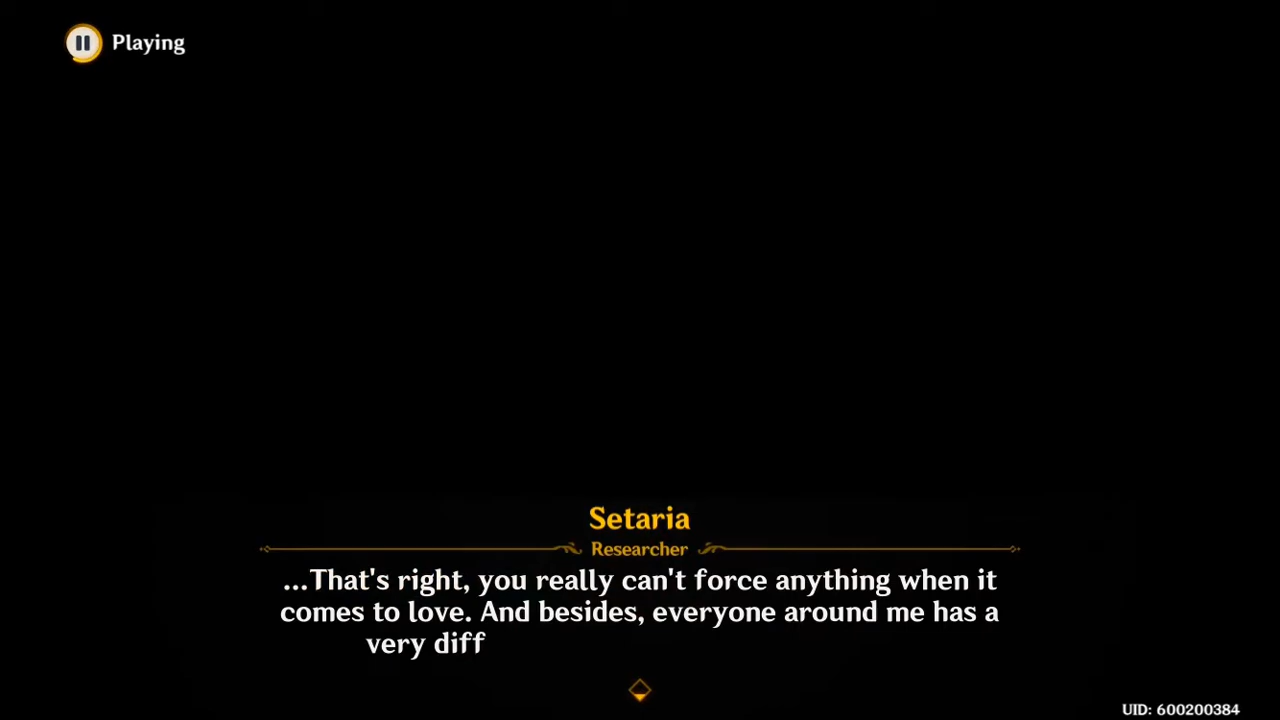 Playing
Setaria
Researcher
...That's right, you really can't force anything when it
comes to love. And besides, everyone around me has a
very diff
UID: 600200384